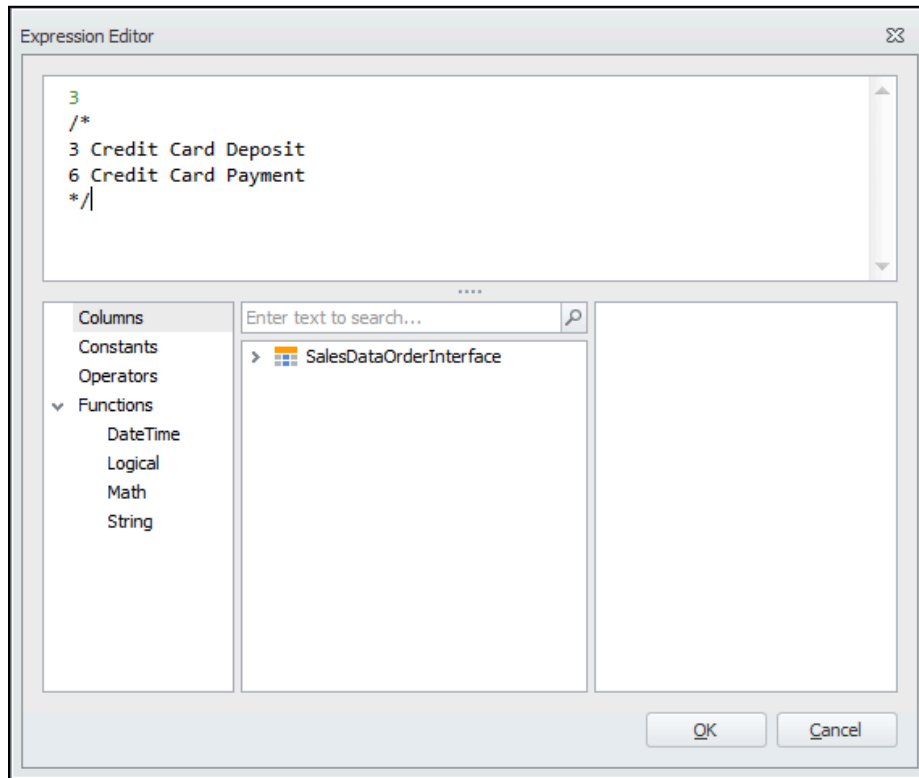 Expression Editor
3
/*
3 Credit Card Deposit
6 Credit Card Payment
*/
Columns
Constants
Operators
Functions
DateTime
Logical
Math
String
Enter text to search...
SalesDataOrderInterface
OK
Cancel